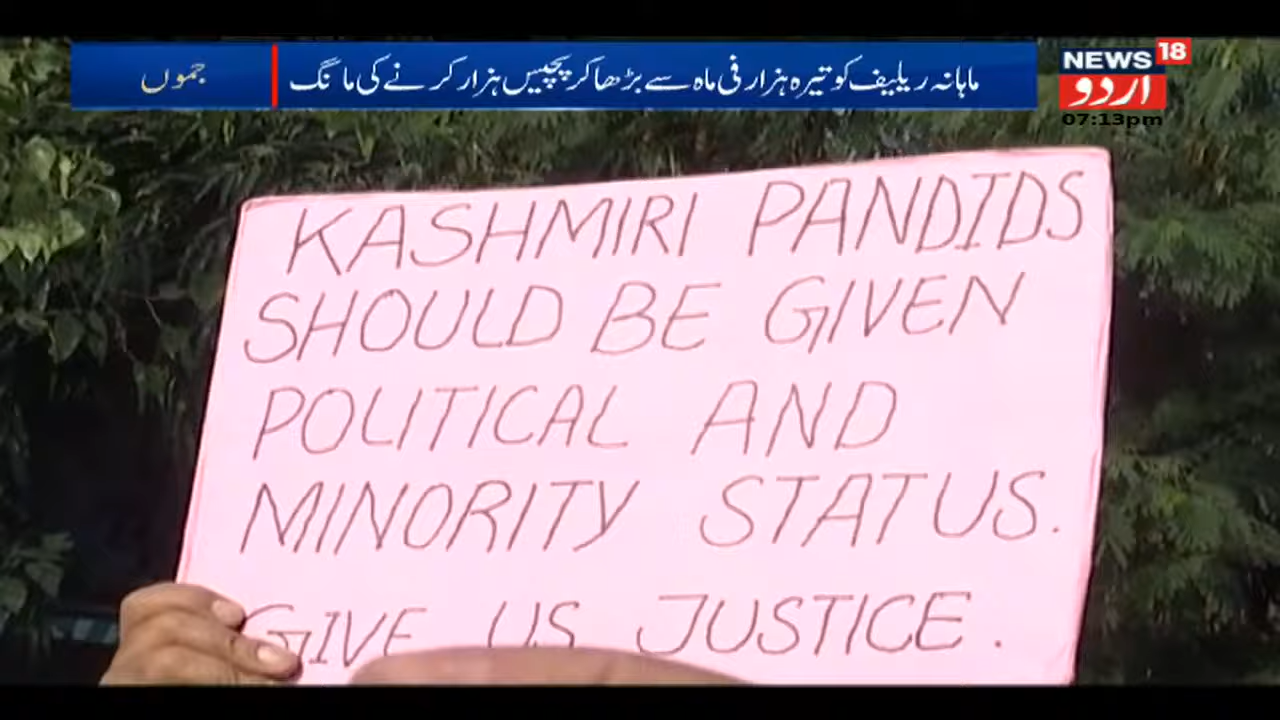 جموں
ماہانہ ریلیف کو تیرہ ہزار فی ماہ سے بڑھا کر پچیس ہزار کرنے کی مانگ
NEWS 18
اردو
07:13pm
KASHMIRI PANDIDS
SHOULD BE GIVEN
POLITICAL AND
MINORITY STATUS.
GIVE US JUSTICE.